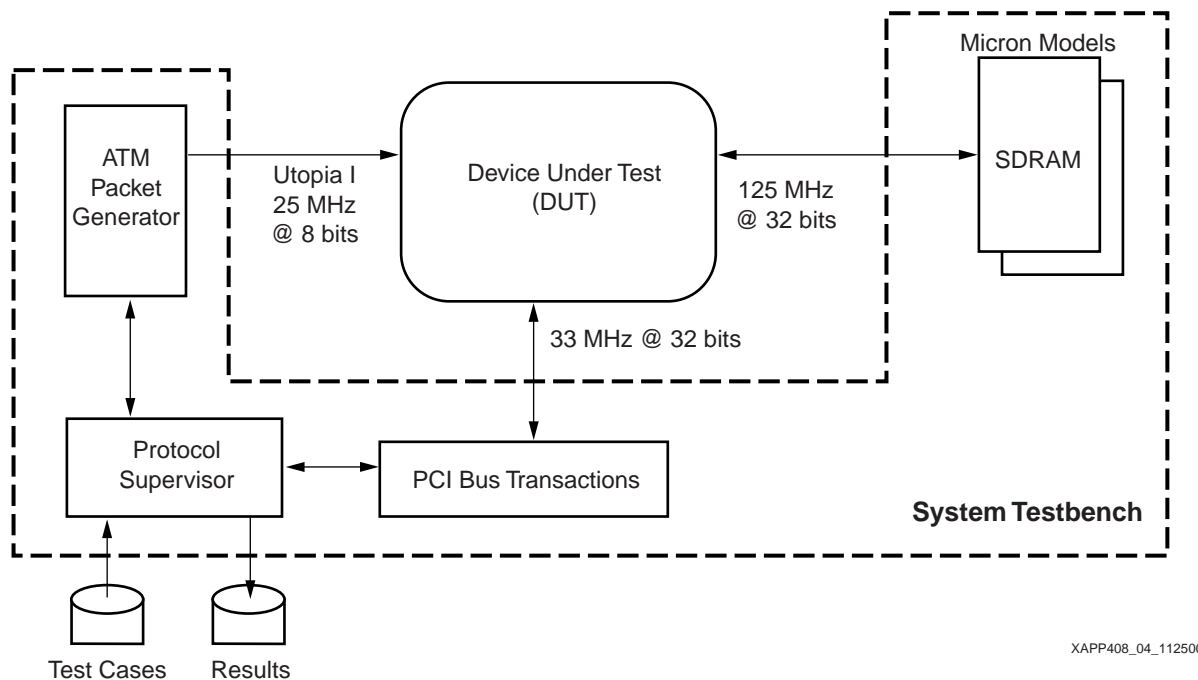 Micron Models
ATM
Packet
Generator
Utopia I
25 MHz
@ 8 bits
Device Under Test
(DUT)
125 MHz
@ 32 bits
SDRAM
33 MHz @ 32 bits
Protocol
Supervisor
PCI Bus Transactions
System Testbench
Test Cases
Results
XAPP408_04_112500